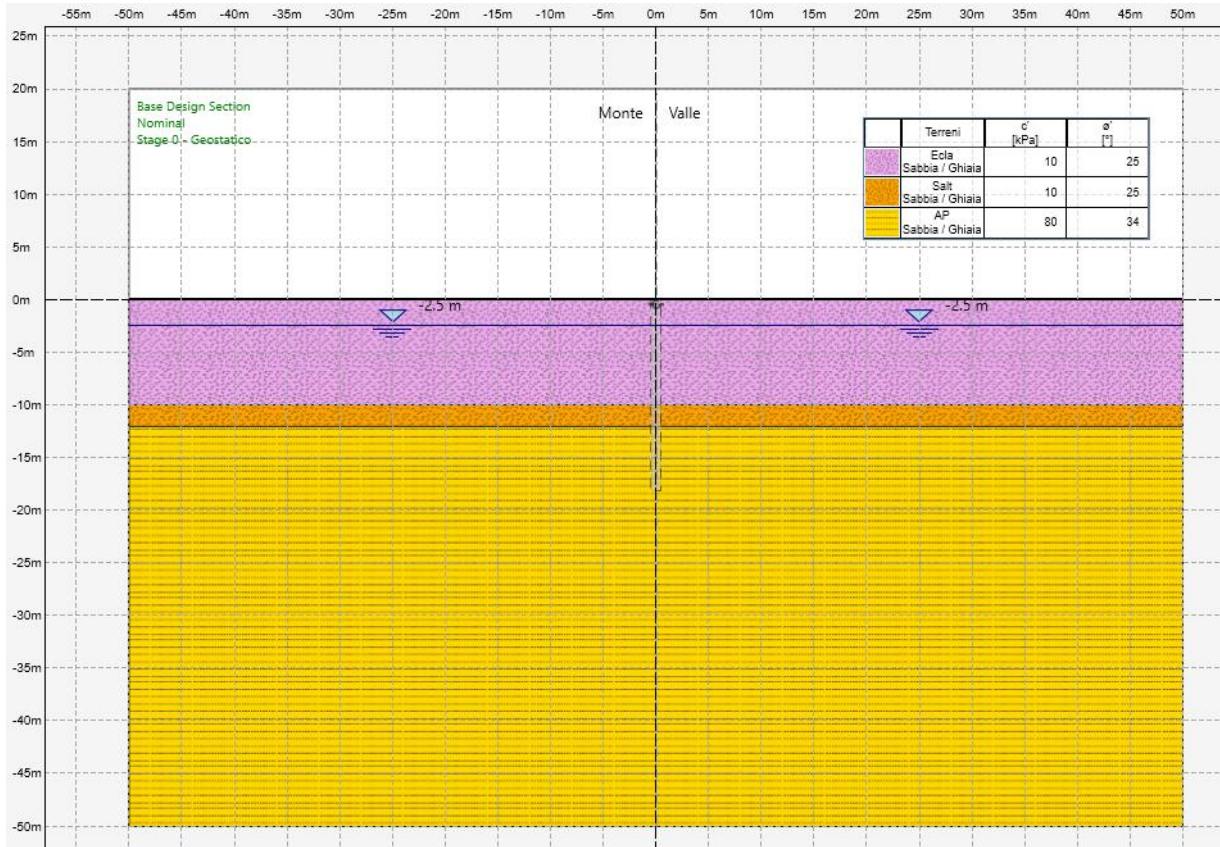 -55m -50m -45m -40m -35m -30m -25m -20m -15m -10m -5m 0m 5m 10m 15m 20m 25m 30m 35m 40m 45m 50m
25m
20m
Base Design Section
Nominal
Stage 0 - Geostatico
Monte Valle
Terreni c' [kPa] ø' [°]
Ecla Sabbia / Ghiaia 10 25
Salt Sabbia / Ghiaia 10 25
AP Sabbia / Ghiaia 80 34
15m
10m
5m
0m
-2.5 m -2.5 m
-5m
-10m
-15m
-20m
-25m
-30m
-35m
-40m
-45m
-50m